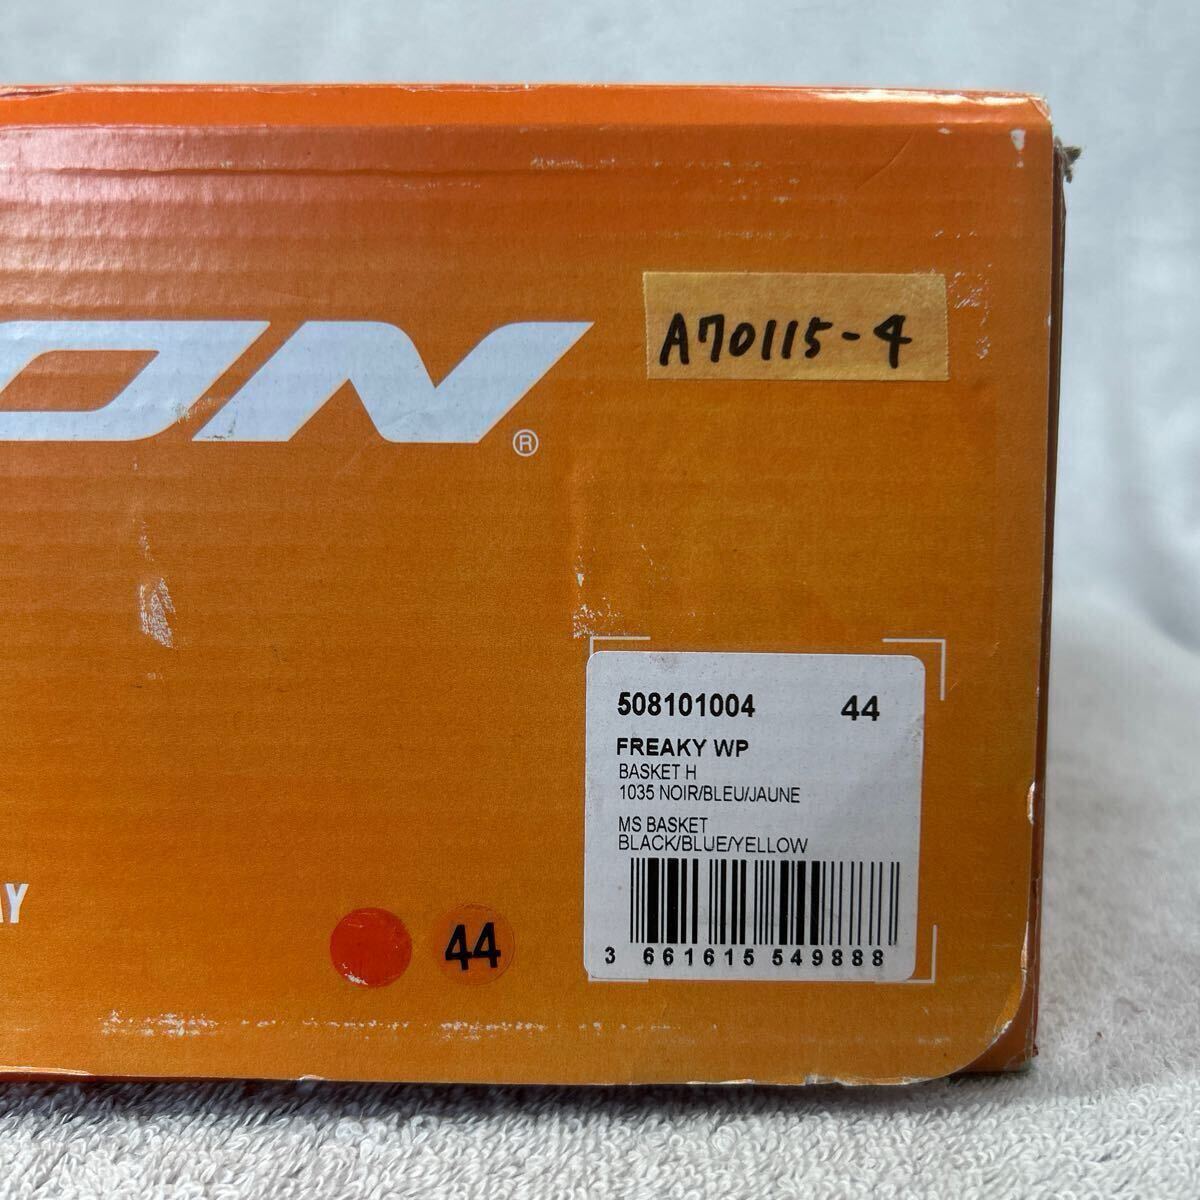 A70115-4
ON®
508101004 44
FREAKY WP
BASKET H
1035 NOIR/BLEU/JAUNE
MS BASKET
BLACK/BLUE/YELLOW
3 661615 549888
AY
44